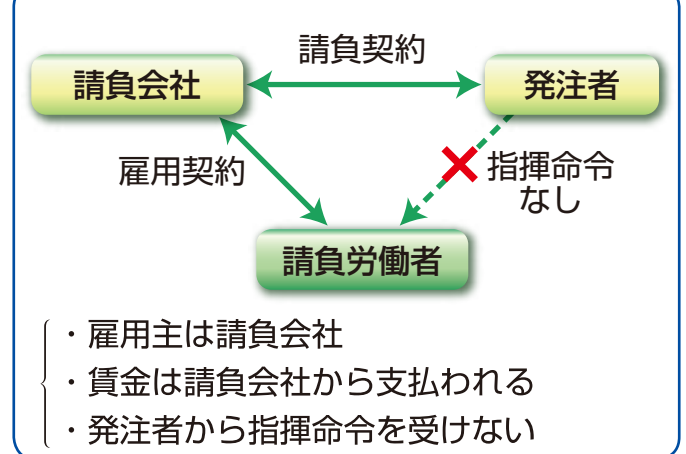 請負契約
請負会社
発注者
雇用契約
指揮命令
なし
請負労働者
・雇用主は請負会社
・賃金は請負会社から支払われる
・発注者から指揮命令を受けない